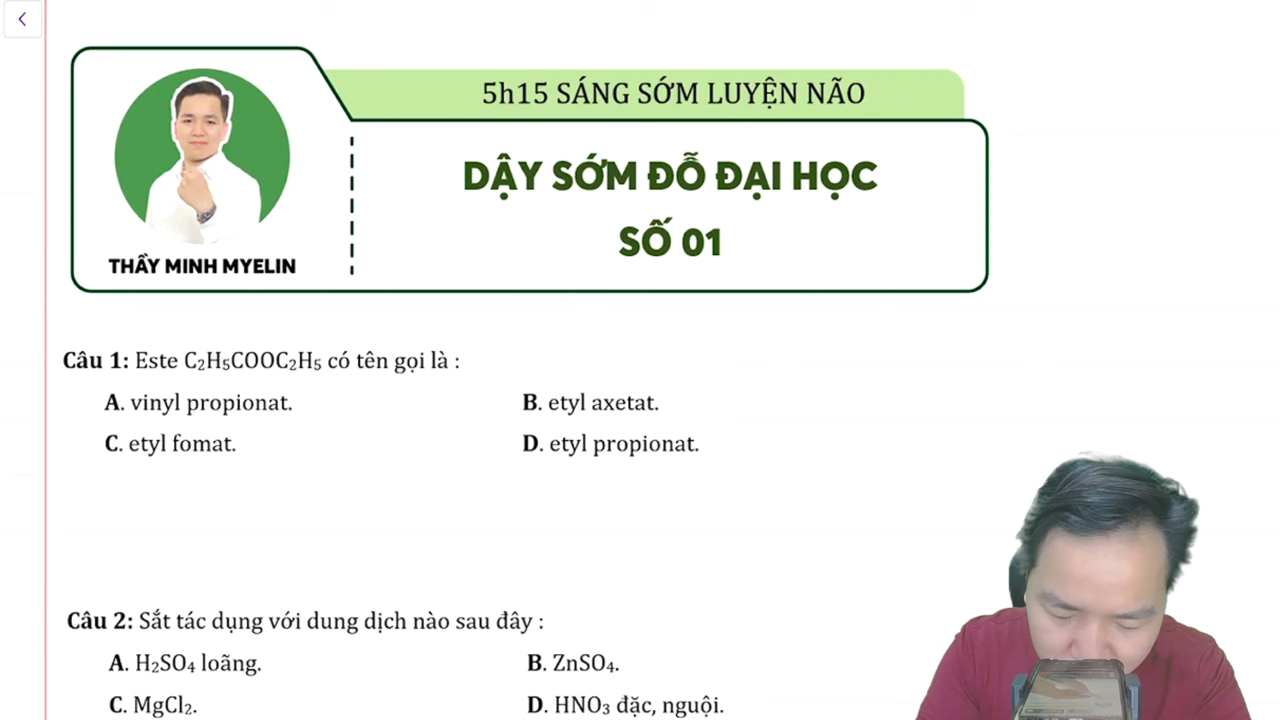 5h15 SÁNG SỚM LUYỆN NÃO
DẬY SỚM ĐỖ ĐẠI HỌC
SỐ 01
THẦY MINH MYELIN
Câu 1: Este C₂H₅COOC₂H₅ có tên gọi là :
A. vinyl propionat. B. etyl axetat.
C. etyl fomat. D. etyl propionat.
Câu 2: Sắt tác dụng với dung dịch nào sau đây :
A. H₂SO₄ loãng. B. ZnSO₄.
C. MgCl₂. D. HNO₃ đặc, nguội.